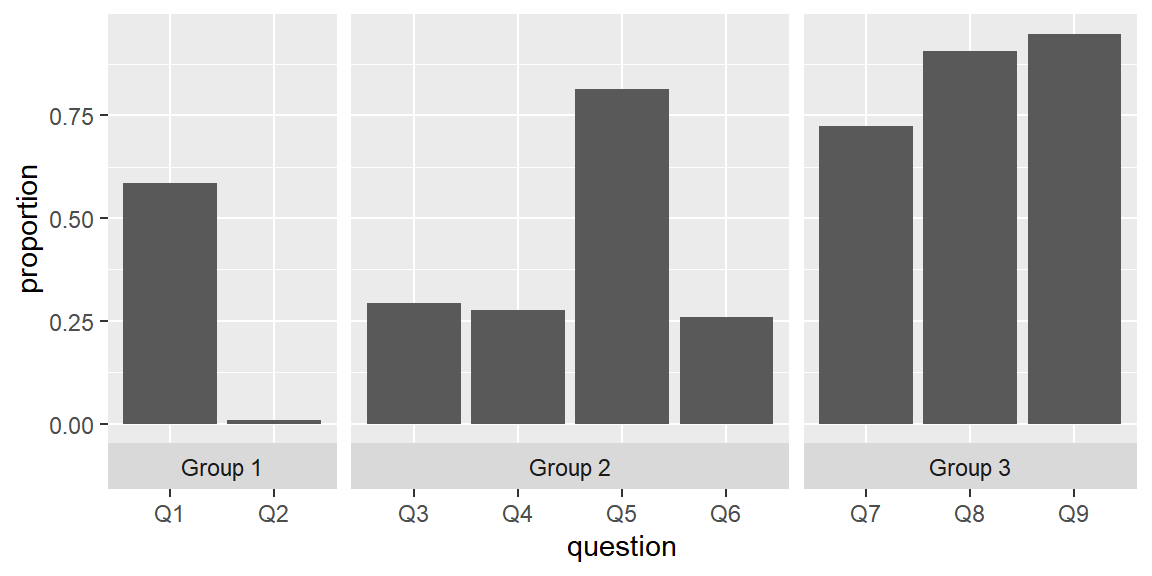 proportion
0.75
0.50
0.25
0.00
Group 1 Group 2 Group 3
Q1 Q2 Q3 Q4 Q5 Q6 Q7 Q8 Q9
question